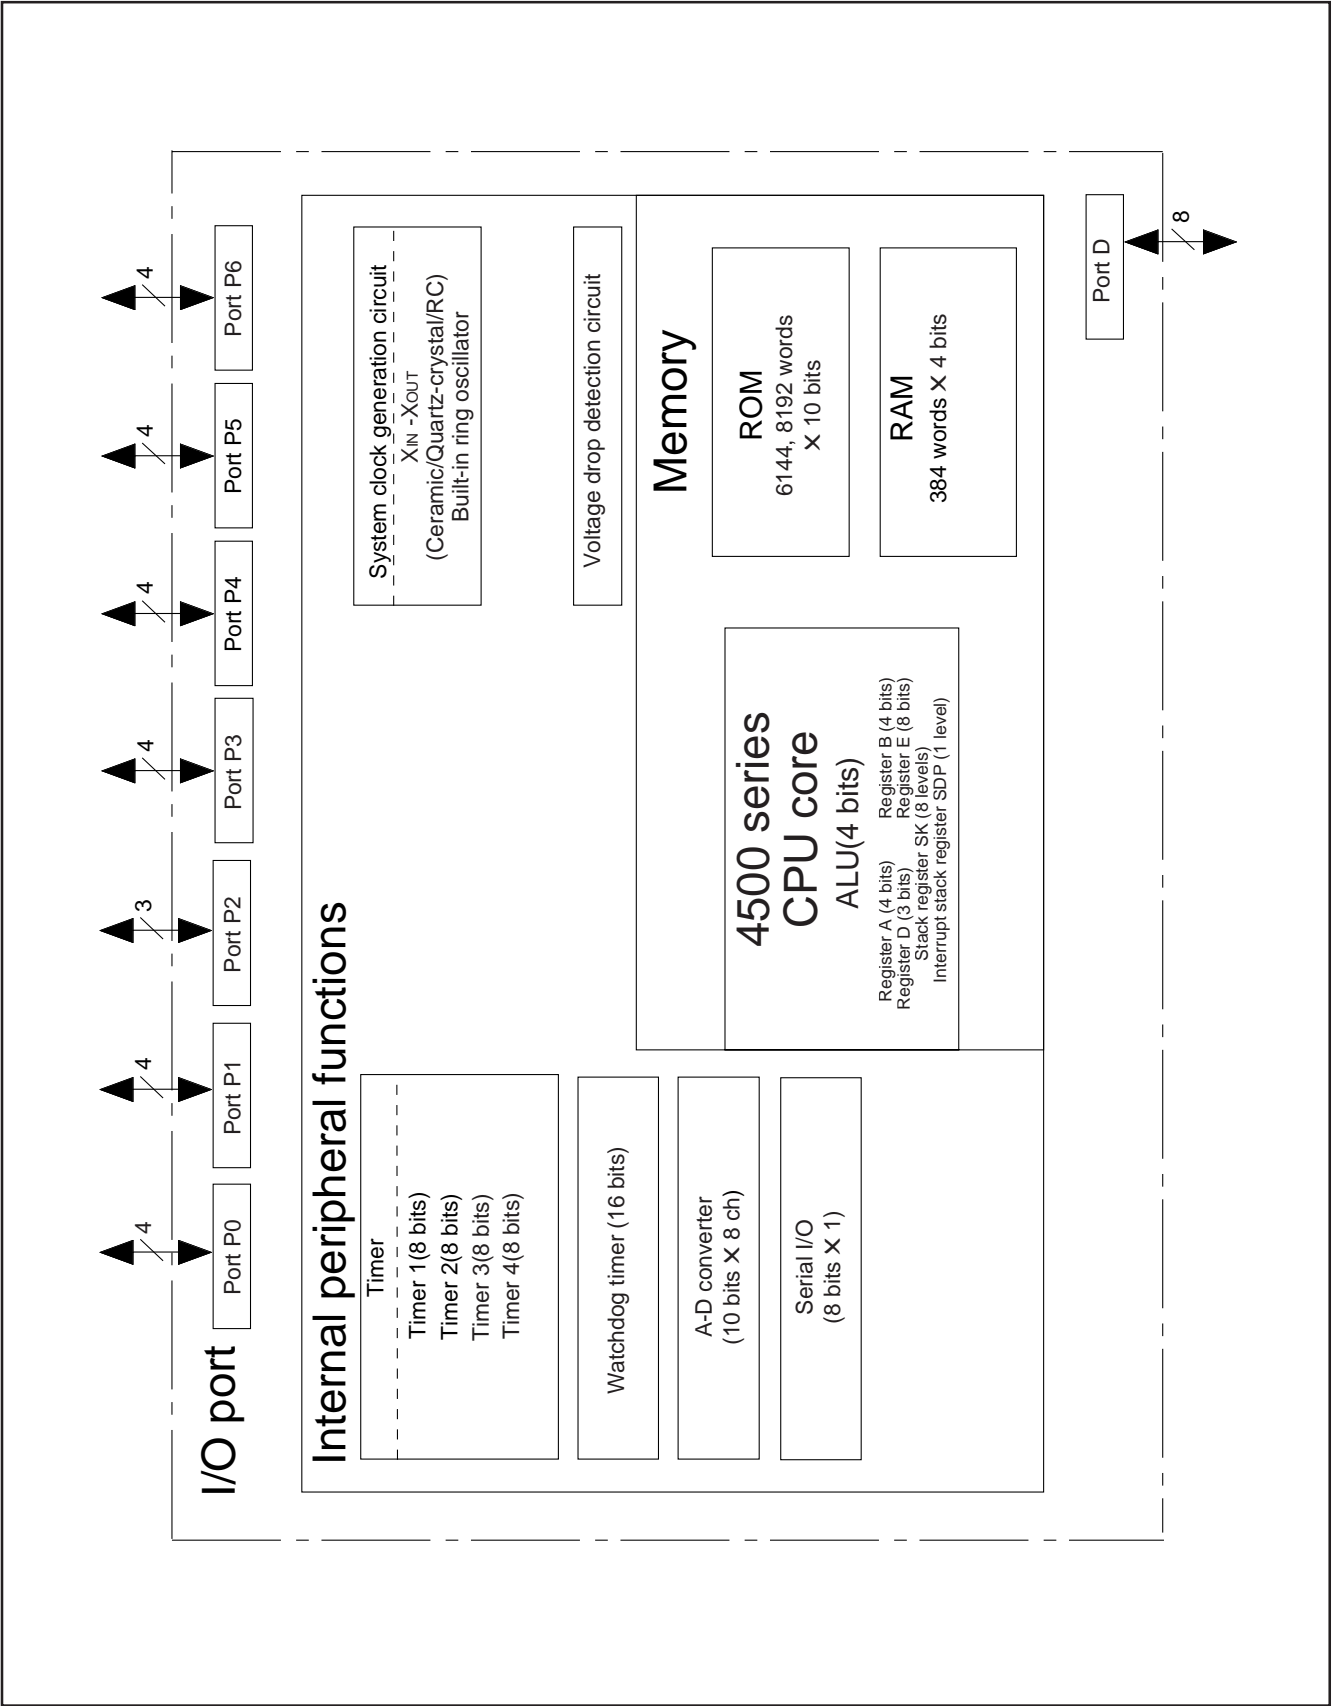 I/O port
4
4
3
4
4
4
4
Port P0
Port P1
Port P2
Port P3
Port P4
Port P5
Port P6
Internal peripheral functions
Timer
Timer 1(8 bits)
Timer 2(8 bits)
Timer 3(8 bits)
Timer 4(8 bits)
Watchdog timer (16 bits)
A-D converter
(10 bits X 8 ch)
Serial I/O
(8 bits X 1)
System clock generation circuit
XIN -XOUT
(Ceramic/Quartz-crystal/RC)
Built-in ring oscillator
Voltage drop detection circuit
4500 series
CPU core
ALU(4 bits)
Register A (4 bits) Register B (4 bits)
Register D (3 bits) Register E (8 bits)
Stack register SK (8 levels)
Interrupt stack register SDP (1 level)
Memory
ROM
6144, 8192 words
X 10 bits
RAM
384 words X 4 bits
Port D
8